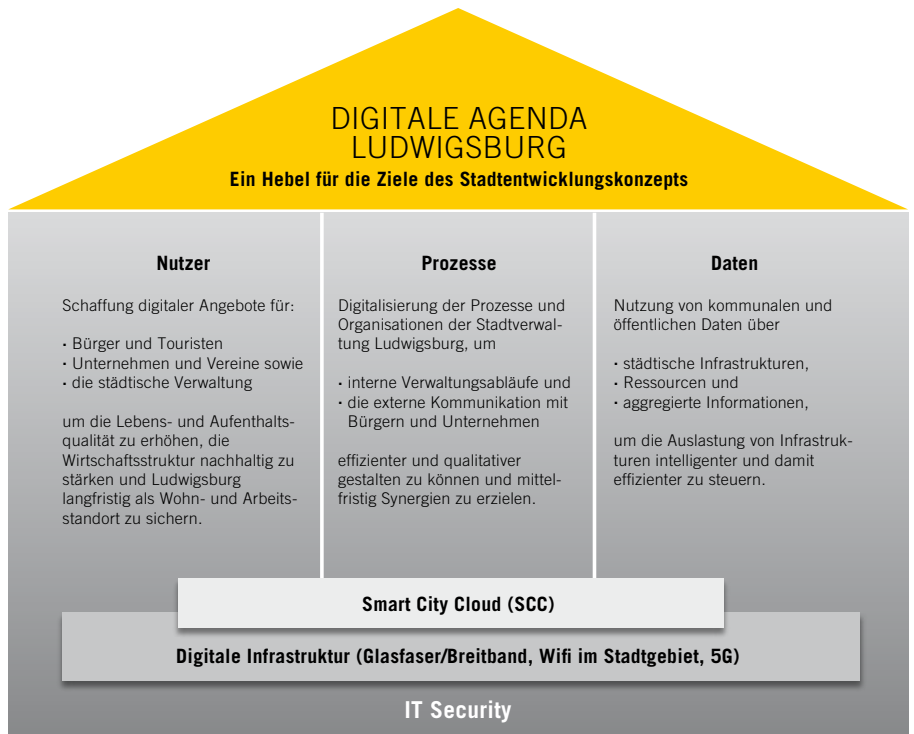 DIGITALE AGENDA
LUDWIGSBURG
Ein Hebel für die Ziele des Stadtentwicklungskonzepts
Nutzer
Schaffung digitaler Angebote für:
· Bürger und Touristen
· Unternehmen und Vereine sowie
· die städtische Verwaltung
um die Lebens- und Aufenthalts-
qualität zu erhöhen, die
Wirtschaftsstruktur nachhaltig zu
stärken und Ludwigsburg
langfristig als Wohn- und Arbeits-
standort zu sichern.
Prozesse
Digitalisierung der Prozesse und
Organisationen der Stadtverwal-
tung Ludwigsburg, um
· interne Verwaltungsabläufe und
· die externe Kommunikation mit
Bürgern und Unternehmen
effizienter und qualitativer
gestalten zu können und mittel-
fristig Synergien zu erzielen.
Daten
Nutzung von kommunalen und
öffentlichen Daten über
· städtische Infrastrukturen,
· Ressourcen und
· aggregierte Informationen,
um die Auslastung von Infrastruk-
turen intelligenter und damit
effizienter zu steuern.
Smart City Cloud (SCC)
Digitale Infrastruktur (Glasfaser/Breitband, Wifi im Stadtgebiet, 5G)
IT Security